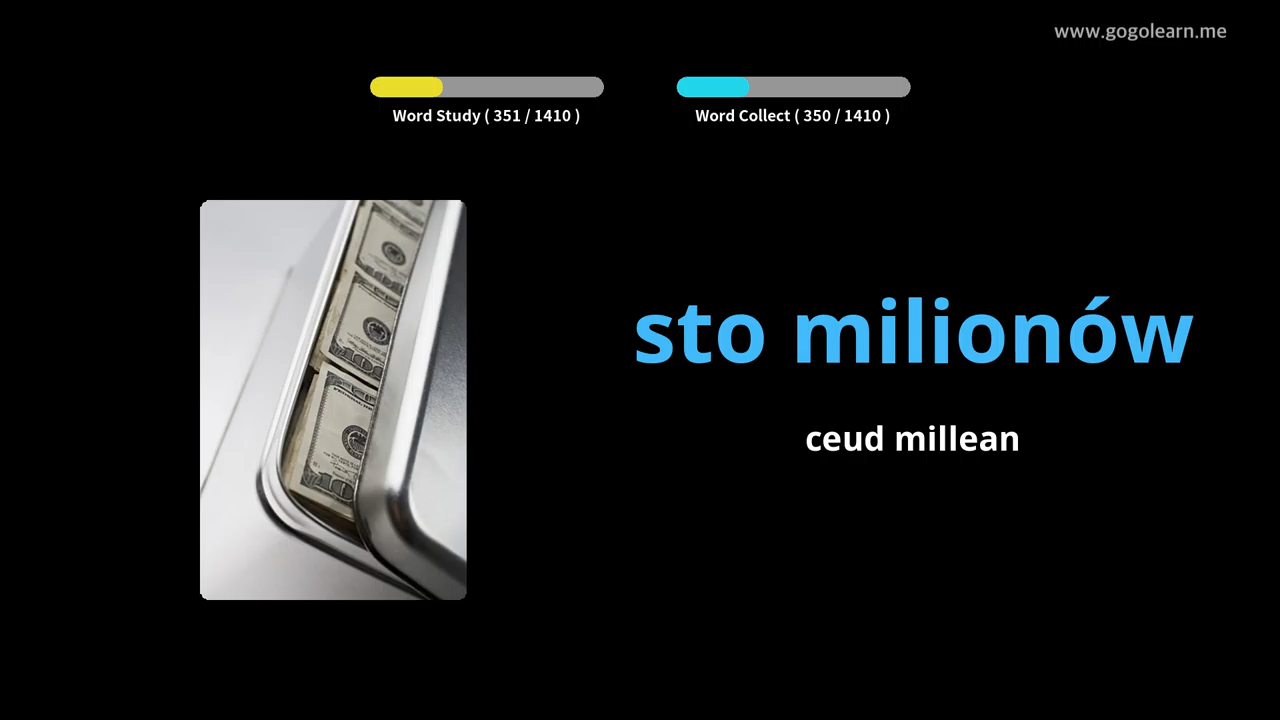 www.gogolearn.me
Word Study ( 351 / 1410 )
Word Collect ( 350 / 1410 )
sto milionów
ceud millean